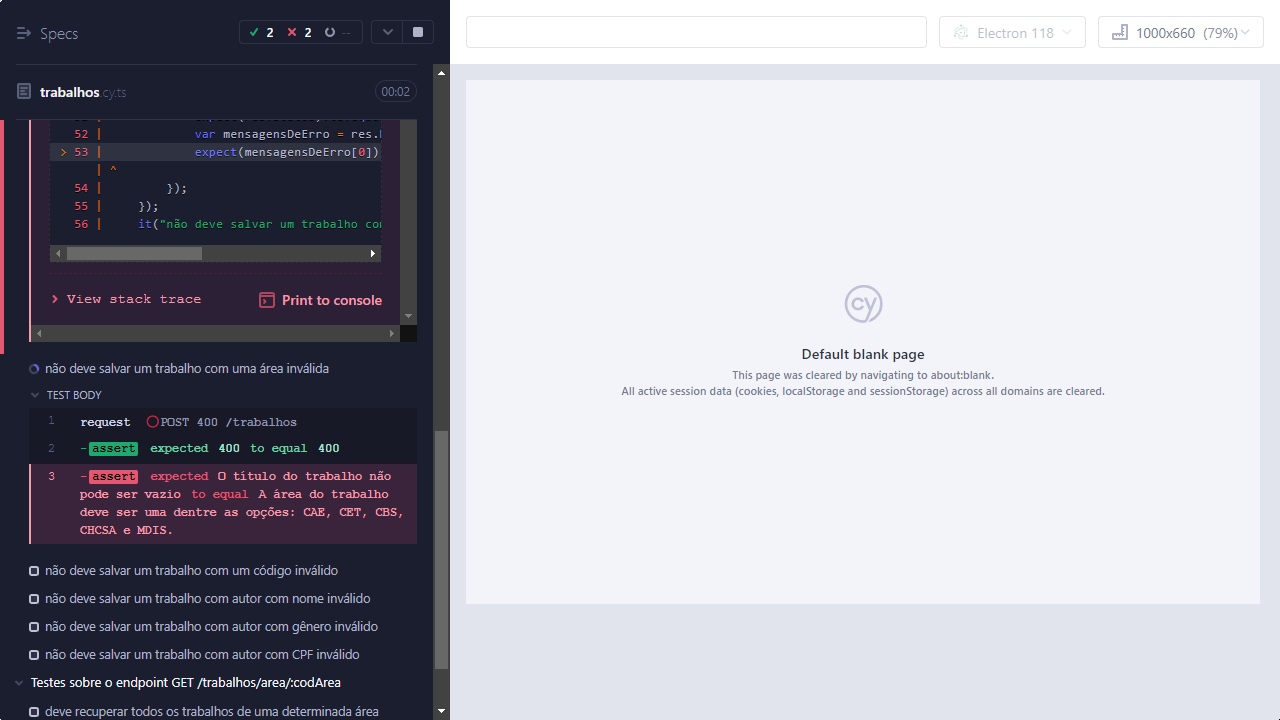 Specs
2
2
--
Electron 118
1000x660 (79%)
trabalhos cy.ts
00:02
52 | var mensagensDeErro = res.
> 53 | expect(mensagensDeErro[0])
| ^
54 | });
55 | });
56 | it("não deve salvar um trabalho co
View stack trace
Print to console
não deve salvar um trabalho com uma área inválida
TEST BODY
1 request POST 400 /trabalhos
2 -assert expected 400 to equal 400
3 -assert expected O título do trabalho não
pode ser vazio to equal A área do trabalho
deve ser uma dentre as opções: CAE, CET, CBS,
CHCSA e MDIS.
não deve salvar um trabalho com um código inválido
não deve salvar um trabalho com autor com nome inválido
não deve salvar um trabalho com autor com gênero inválido
não deve salvar um trabalho com autor com CPF inválido
Testes sobre o endpoint GET /trabalhos/area/:codArea
deve recuperar todos os trabalhos de uma determinada área
cy
Default blank page
This page was cleared by navigating to about:blank.
All active session data (cookies, localStorage and sessionStorage) across all domains are cleared.